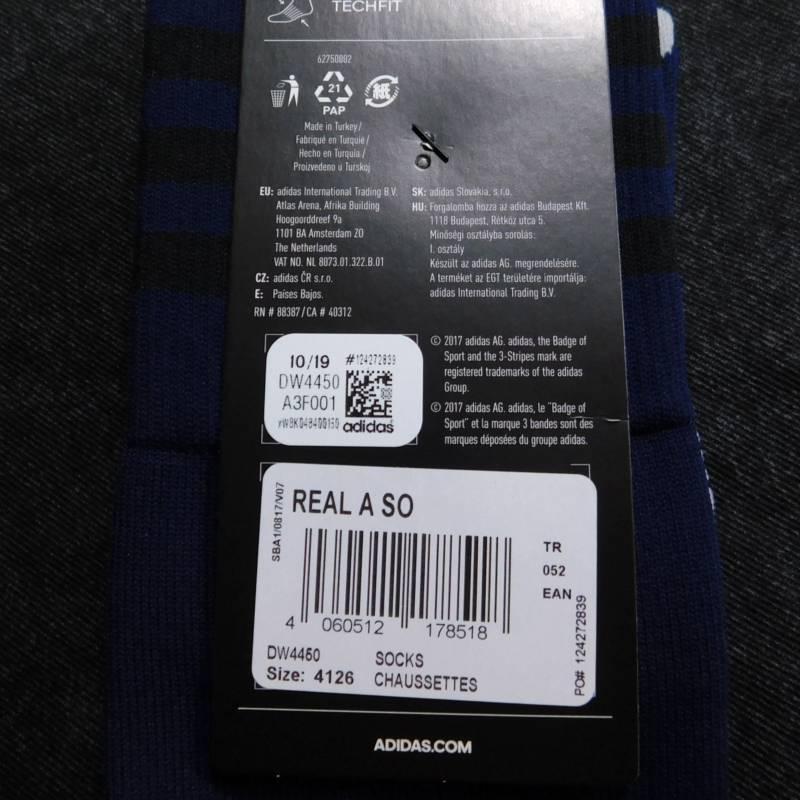 TECHFIT
62750002
21
PAP
紙
Made in Turkey/
Fabriqué en Turquie/
Hecho en Turquía/
Proizvedeno u Turskoj
EU: adidas International Trading B.V.
Atlas Arena, Afrika Building
Hoogoorddreef 9a
1101 BA Amsterdam ZO
The Netherlands
VAT NO. NL 8073.01.322.B.01
CZ: adidas ČR s.r.o.
E: Países Bajos.
RN # 88387/CA # 40312
SK: adidas Slovakia, s.r.o.
HU: Forgalomba hozza az adidas Budapest Kft.
1118 Budapest, Rétköz utca 5.
Minőségi osztályba sorolás:
I. osztály
Készült az adidas AG. megrendelésére.
A terméket az EGT területére importálja:
adidas International Trading B.V.
10/19 #124272839
DW4450
A3F001
adidas
© 2017 adidas AG. adidas, the Badge of
Sport and the 3-Stripes mark are
registered trademarks of the adidas
Group.
© 2017 adidas AG. adidas, le "Badge of
Sport" et la marque 3 bandes sont des
marques déposées du groupe adidas.
SBA1/0817/V07
REAL A SO
TR
052
EAN
4 060512 178518
PO# 124272839
DW4450 SOCKS
Size: 4126 CHAUSSETTES
ADIDAS.COM